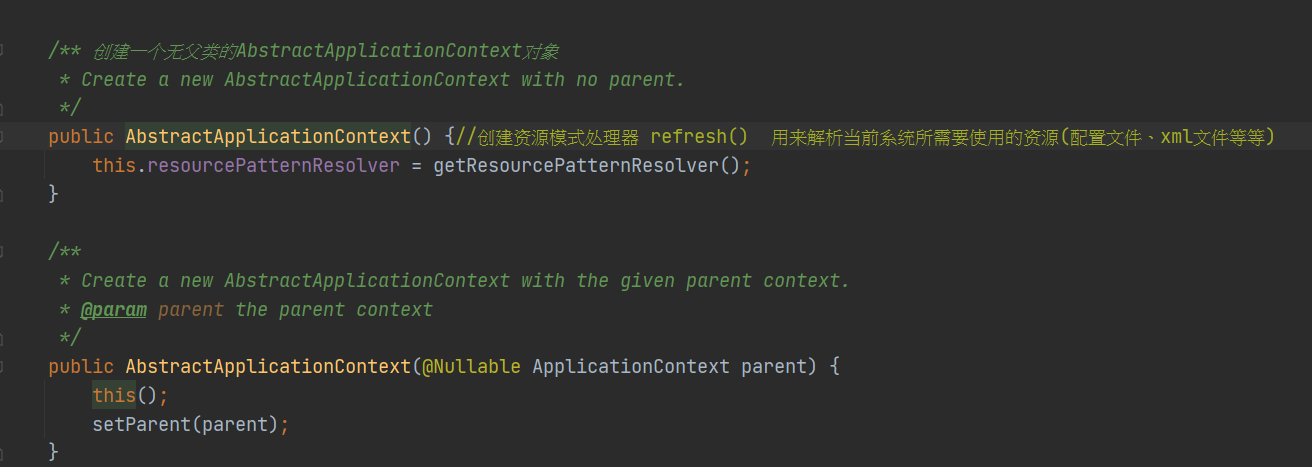 /** 创建一个无父类的AbstractApplicationContext对象
* Create a new AbstractApplicationContext with no parent.
*/
public AbstractApplicationContext() {//创建资源模式处理器 refresh()  用来解析当前系统所需要使用的资源(配置文件、xml文件等等)
this.resourcePatternResolver = getResourcePatternResolver();
}
/**
* Create a new AbstractApplicationContext with the given parent context.
* @param parent the parent context
*/
public AbstractApplicationContext(@Nullable ApplicationContext parent) {
this();
setParent(parent);
}